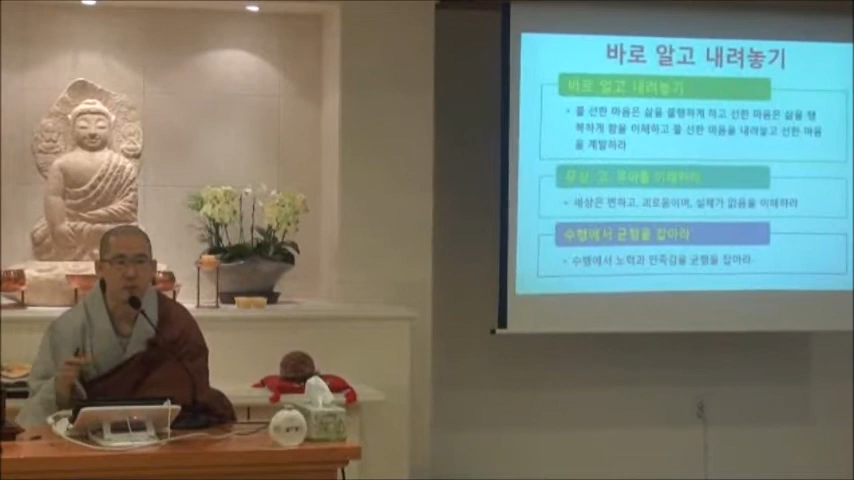 바로 알고 내려놓기
바로 알고 내려놓기
• 불 선한 마음은 삶을 불행하게 하고 선한 마음은 삶을 행
복하게 함을 이해하고 불 선한 마음을 내려놓고 선한 마음
을 계발하라
무상, 고, 무아를 이해하라
• 세상은 변하고, 괴로움이며, 실체가 없음을 이해하라
수행에서 균형을 잡아라
• 수행에서 노력과 만족감을 균형을 잡아라.